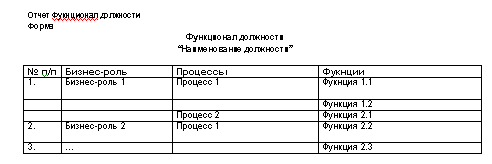 Отчет Функционал должности
Форма
Функционал должности
"Наименование должности"
№ п/п Бизнес-роль Процессы Фукнции
1. Бизнес-роль 1 Процесс 1 Функция 1.1
Функция 1.2
Процесс 2 Функция 2.1
2. Бизнес-роль 2 Процесс 1 Функция 2.2
3. ... Функция 2.3